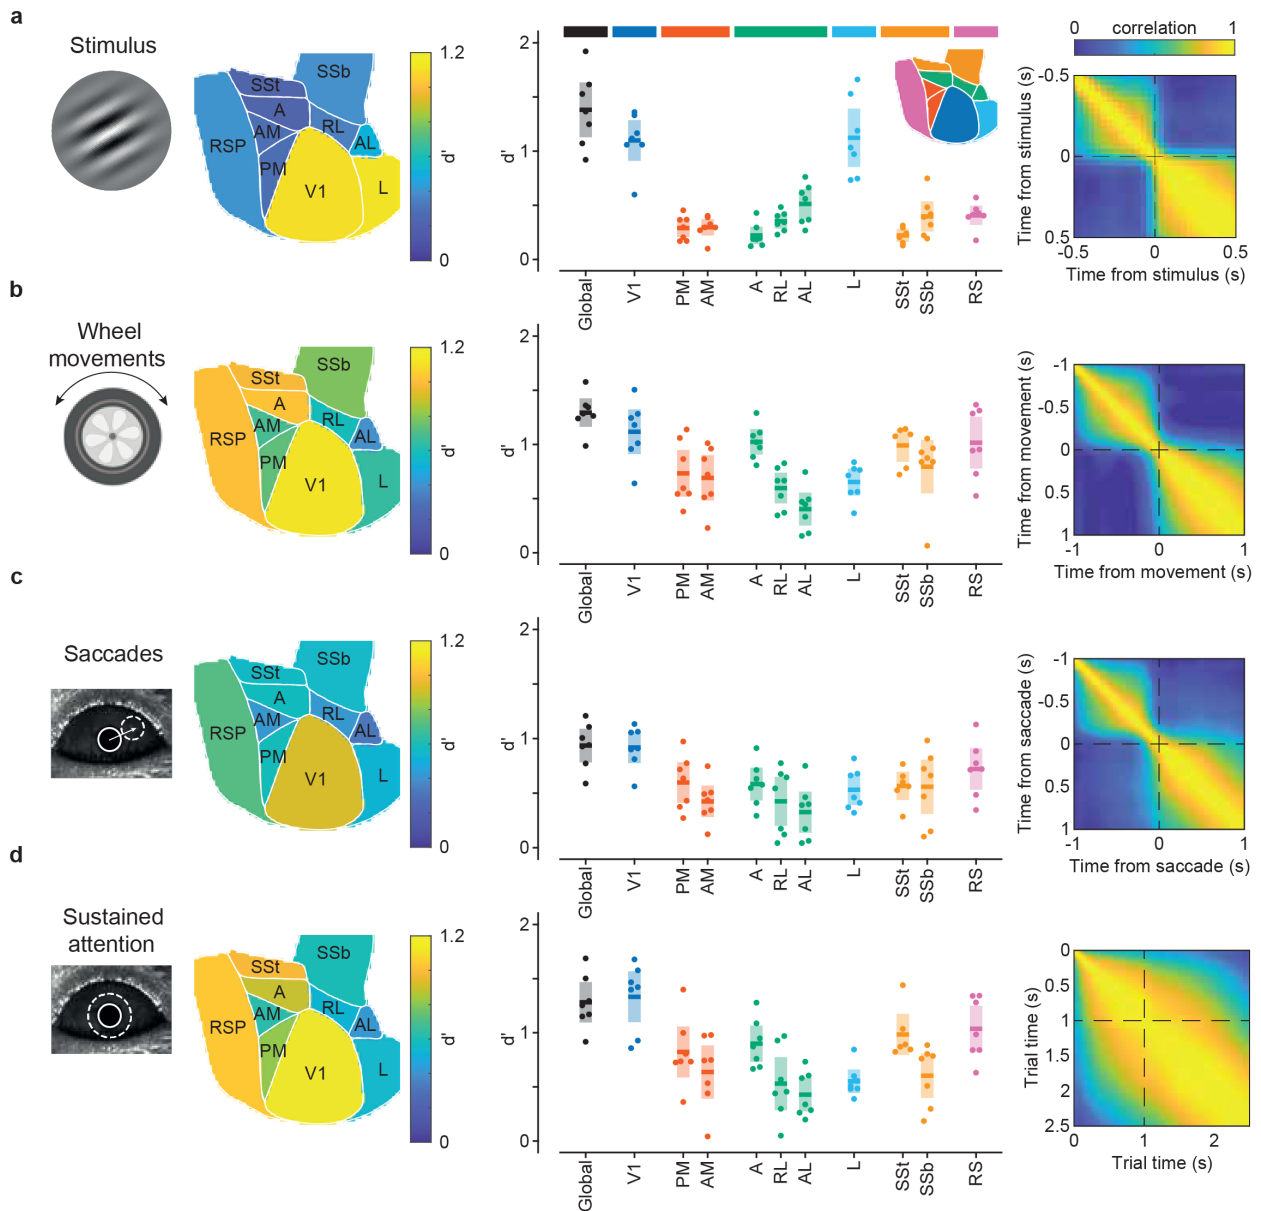 a
Stimulus
SSt
SSb
A
AM
RL
AL
RSP
PM
V1
L
1.2
d'
0
2
1
0
d'
Global
V1
PM
AM
A
RL
AL
L
SSt
SSb
RS
0 correlation 1
-0.5
0
0.5
Time from stimulus (s)
-0.5 0 0.5
Time from stimulus (s)
b
Wheel
movements
SSt
SSb
A
AM
RL
AL
RSP
PM
V1
L
1.2
d'
0
2
1
0
d'
Global
V1
PM
AM
A
RL
AL
L
SSt
SSb
RS
-1
-0.5
0
0.5
1
Time from movement (s)
-1 0 1
Time from movement (s)
c
Saccades
SSt
SSb
A
AM
RL
AL
RSP
PM
V1
L
1.2
d'
0
2
1
0
d'
Global
V1
PM
AM
A
RL
AL
L
SSt
SSb
RS
-1
-0.5
0
0.5
1
Time from saccade (s)
-1 0 1
Time from saccade (s)
d
Sustained
attention
SSt
SSb
A
AM
RL
AL
RSP
PM
V1
L
1.2
d'
0
2
1
0
d'
Global
V1
PM
AM
A
RL
AL
L
SSt
SSb
RS
0
0.5
1
1.5
2
2.5
Trial time (s)
0 1 2
Trial time (s)